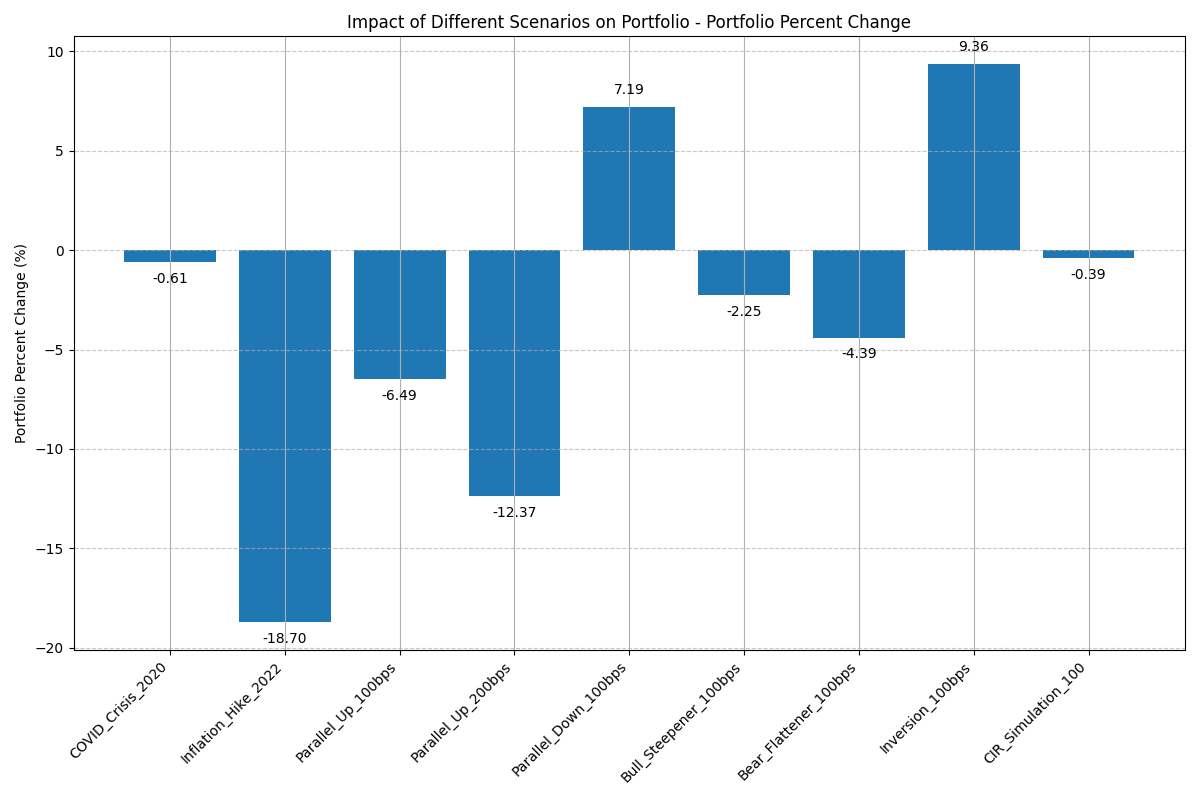 Impact of Different Scenarios on Portfolio - Portfolio Percent Change
Portfolio Percent Change (%)
10
5
0
−5
−10
−15
−20
-0.61
-18.70
-6.49
-12.37
7.19
-2.25
-4.39
9.36
-0.39
COVID_Crisis_2020
Inflation_Hike_2022
Parallel_Up_100bps
Parallel_Up_200bps
Parallel_Down_100bps
Bull_Steepener_100bps
Bear_Flattener_100bps
Inversion_100bps
CIR_Simulation_100